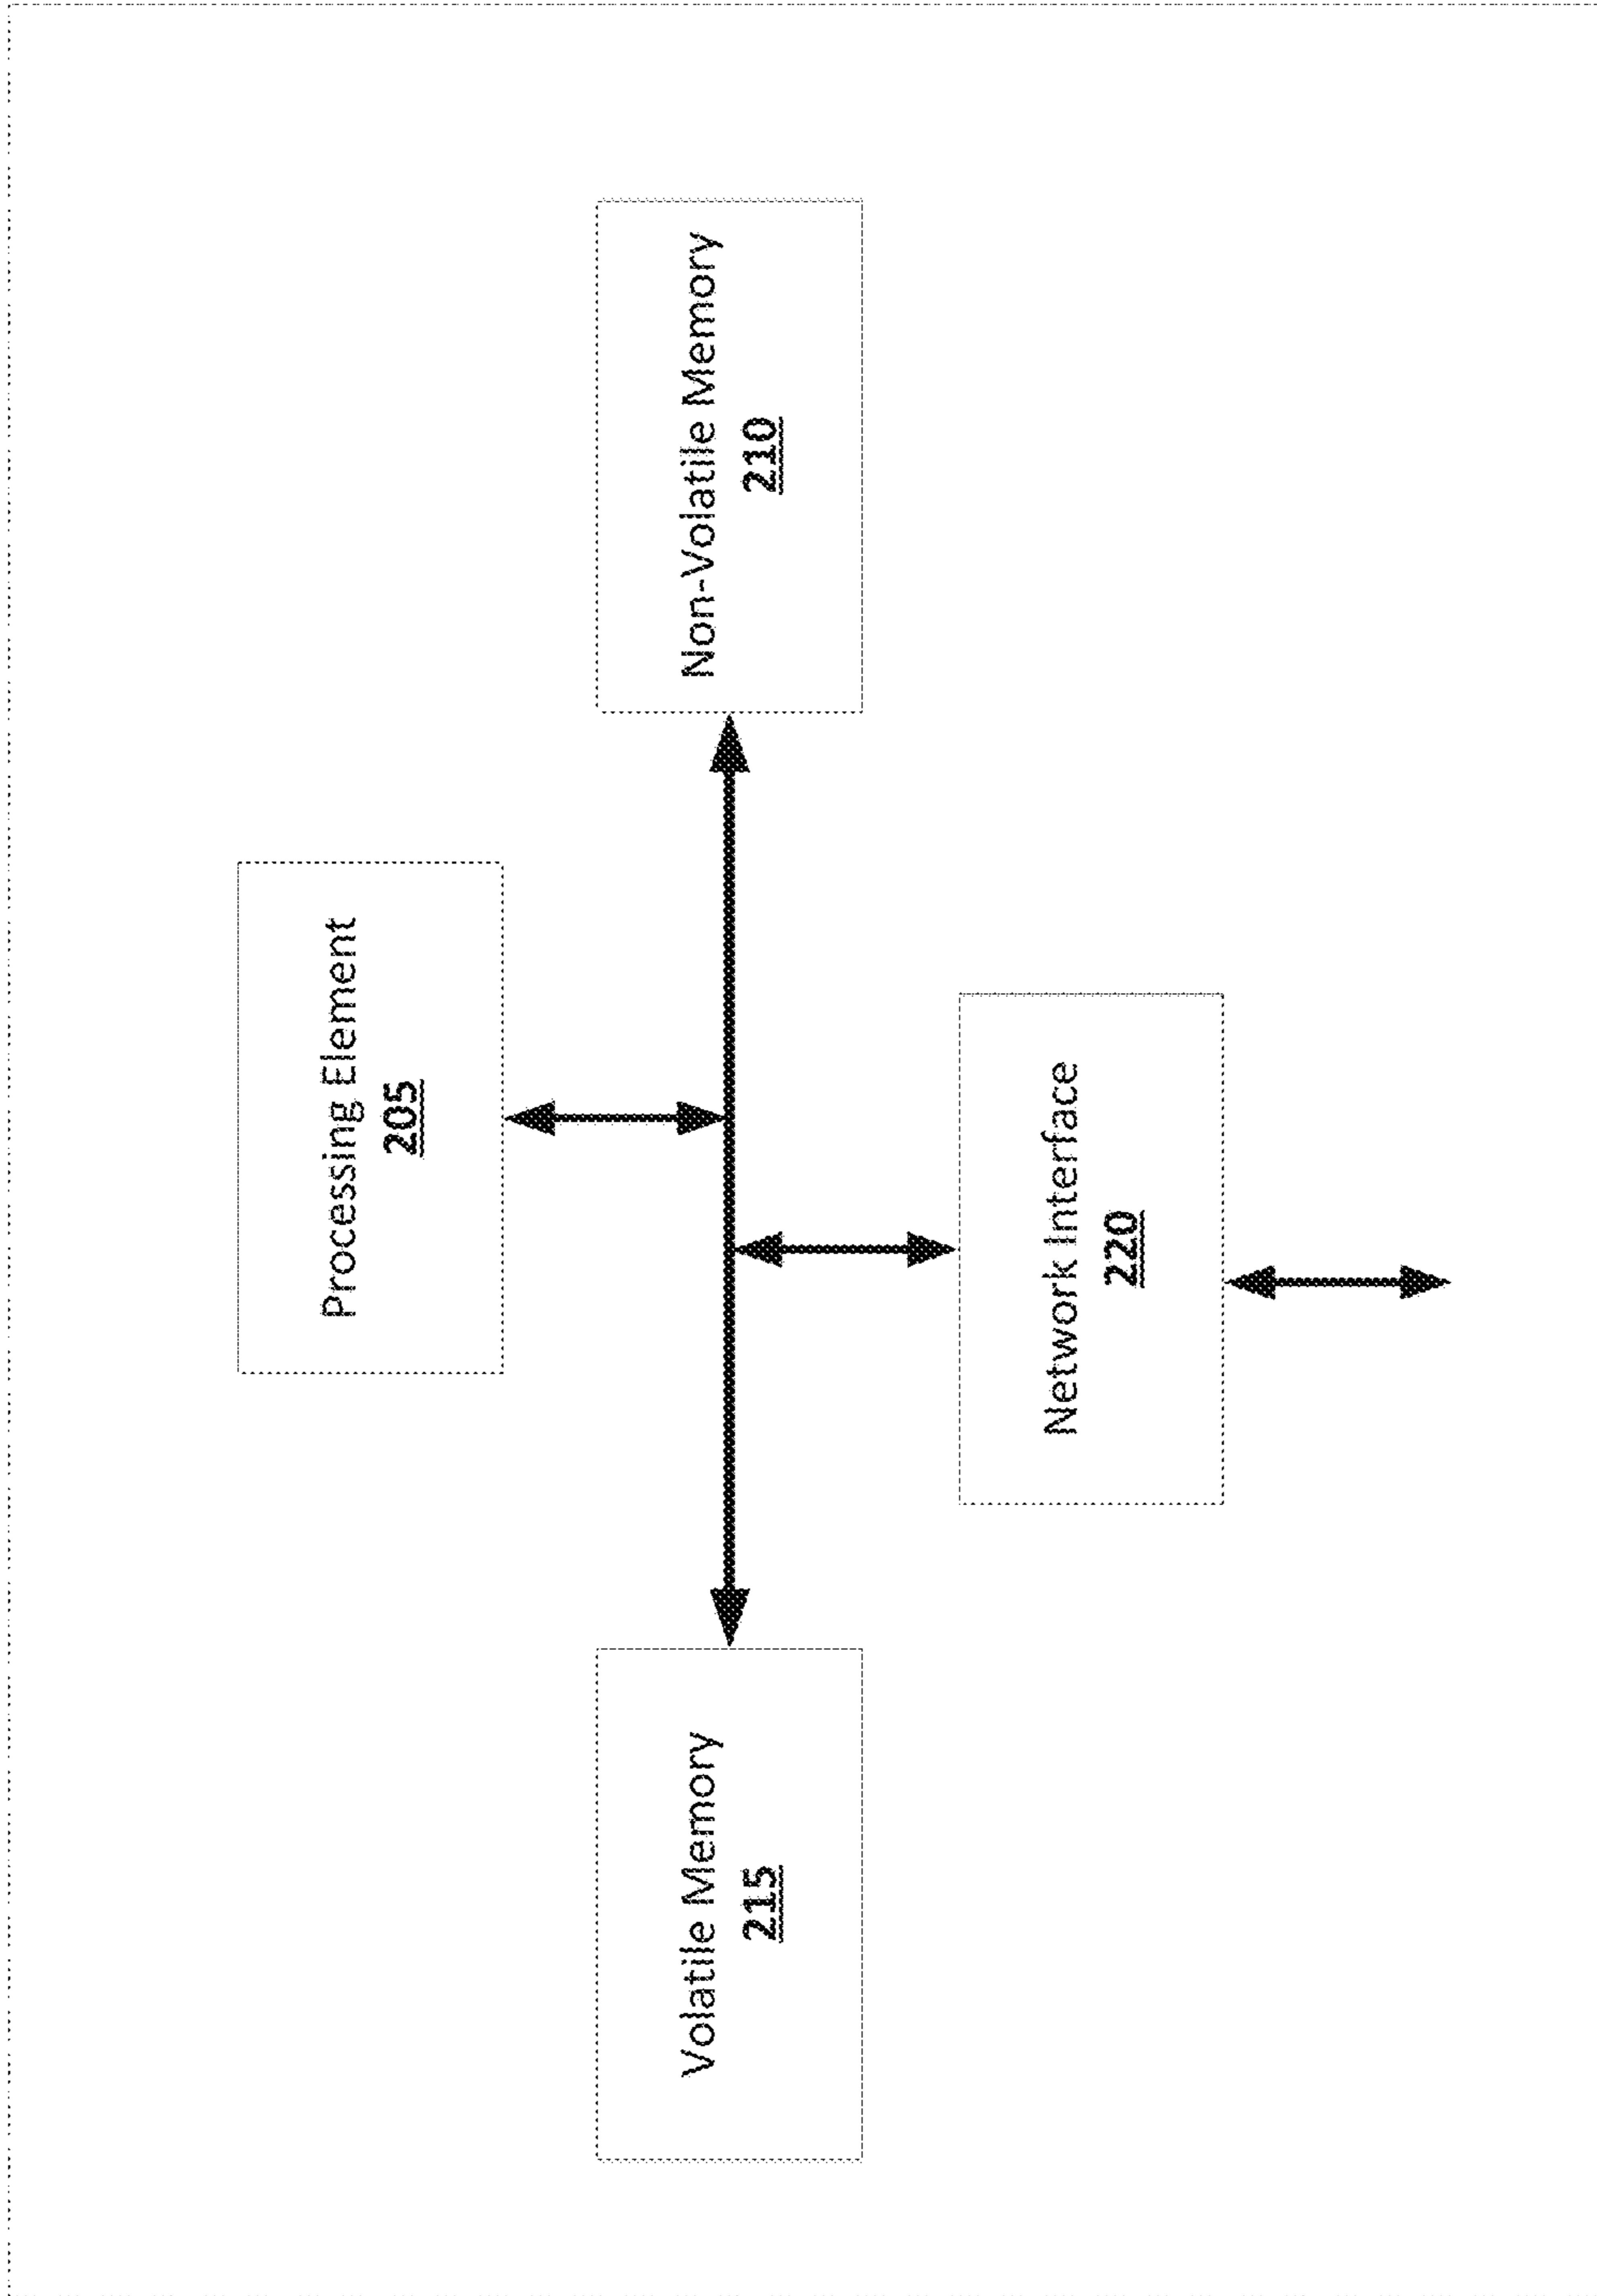 Processing Element
205
Volatile Memory
215
Non-Volatile Memory
210
Network Interface
220